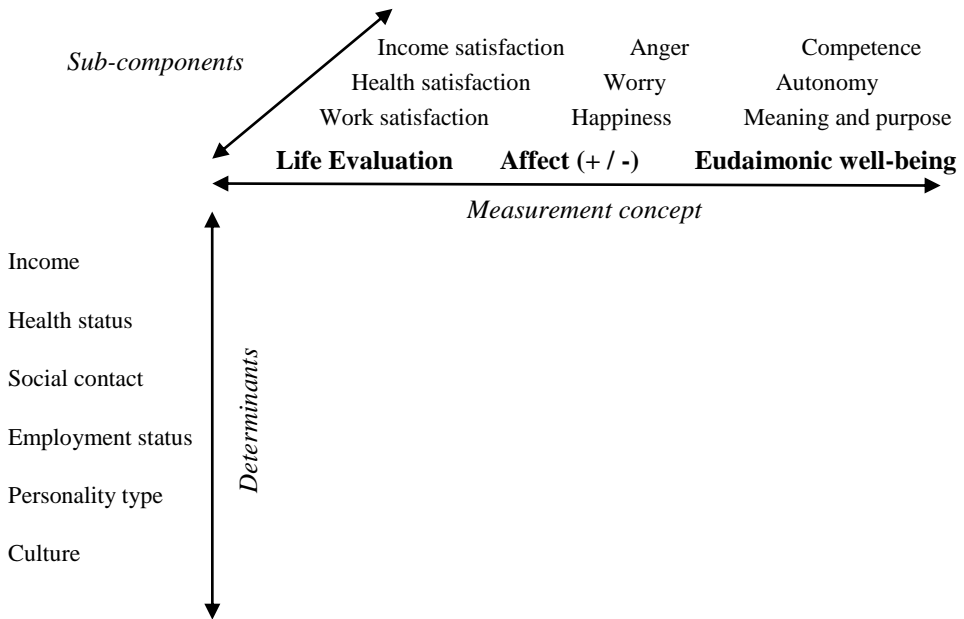 Sub-components
Income satisfaction Anger Competence
Health satisfaction Worry Autonomy
Work satisfaction Happiness Meaning and purpose
Life Evaluation Affect (+ / -) Eudaimonic well-being
Measurement concept
Determinants
Income
Health status
Social contact
Employment status
Personality type
Culture